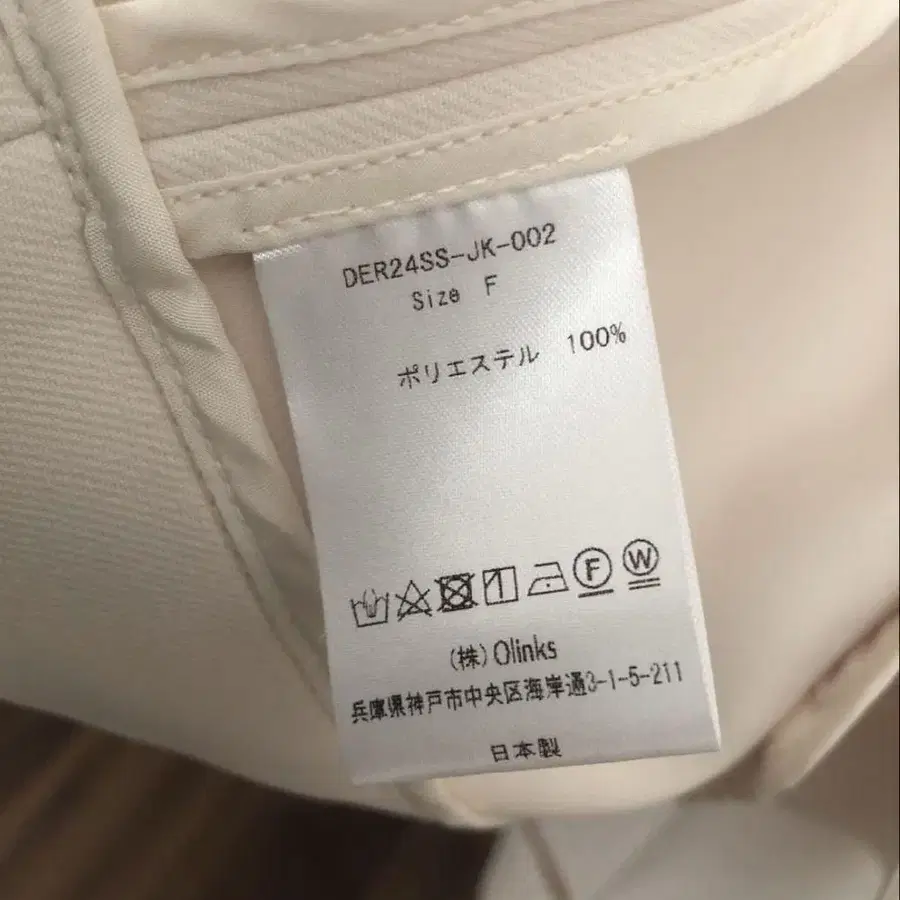 DER24SS-JK-002
Size F
ポリエステル 100%
F W
(株)Olinks
兵庫県神戸市中央区海岸通3-1-5-211
日本製